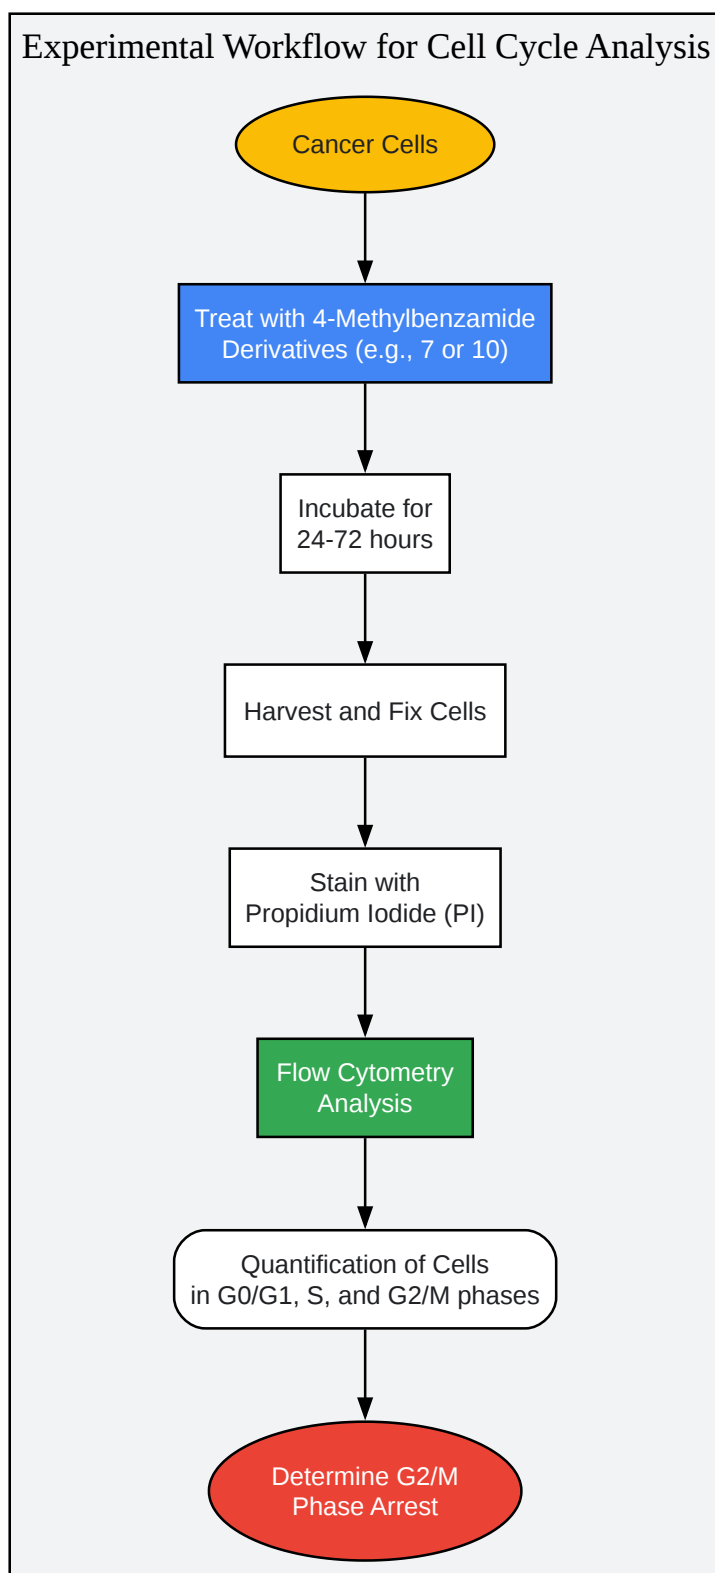 Experimental Workflow for Cell Cycle Analysis
Cancer Cells
Treat with 4-Methylbenzamide
Derivatives (e.g., 7 or 10)
Incubate for
24-72 hours
Harvest and Fix Cells
Stain with
Propidium Iodide (PI)
Flow Cytometry
Analysis
Quantification of Cells
in G0/G1, S, and G2/M phases
Determine G2/M
Phase Arrest